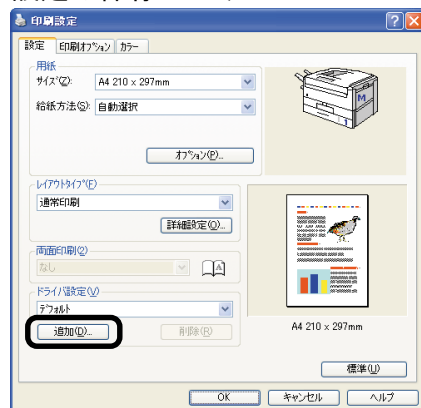 印刷設定
設定 印刷オプション カラー
用紙
サイズ(Z): A4 210 x 297mm
給紙方法(S): 自動選択
オプション(P)...
M
1
レイアウトタイプ(E)
通常印刷
詳細設定(O)...
両面印刷(2)
なし
A
ドライバ設定(V)
デフォルト
追加(D)... 削除(R)
A4 210 x 297mm
標準(U)
OK キャンセル ヘルプ